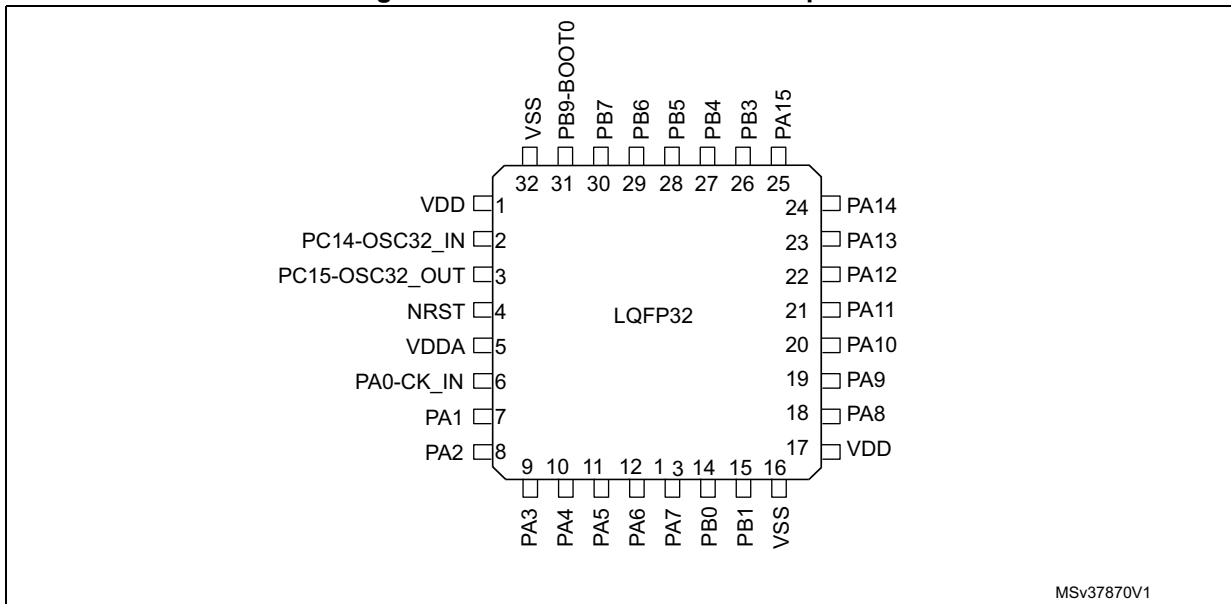 VSS
PB9-BOOT0
PB7
PB6
PB5
PB4
PB3
PA15
32 31 30 29 28 27 26 25
VDD 1
PC14-OSC32_IN 2
PC15-OSC32_OUT 3
NRST 4
VDDA 5
PA0-CK_IN 6
PA1 7
PA2 8
LQFP32
24 PA14
23 PA13
22 PA12
21 PA11
20 PA10
19 PA9
18 PA8
17 VDD
9 10 11 12 1 3 14 15 16
PA3
PA4
PA5
PA6
PA7
PB0
PB1
VSS
MSv37870V1